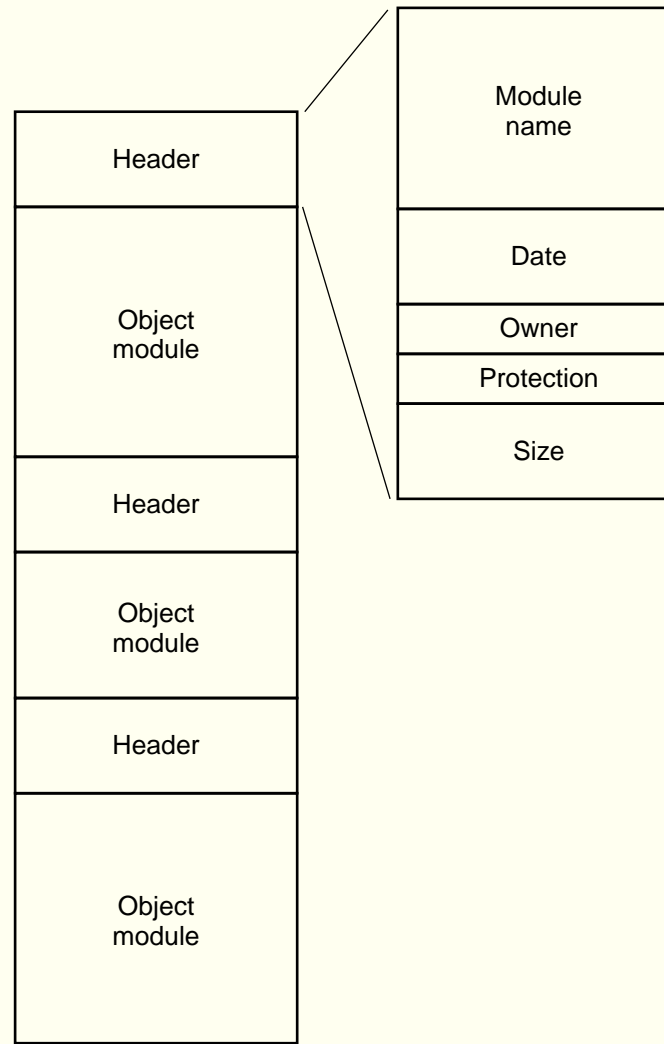 Header
Object
module
Header
Object
module
Header
Object
module
Module
name
Date
Owner
Protection
Size